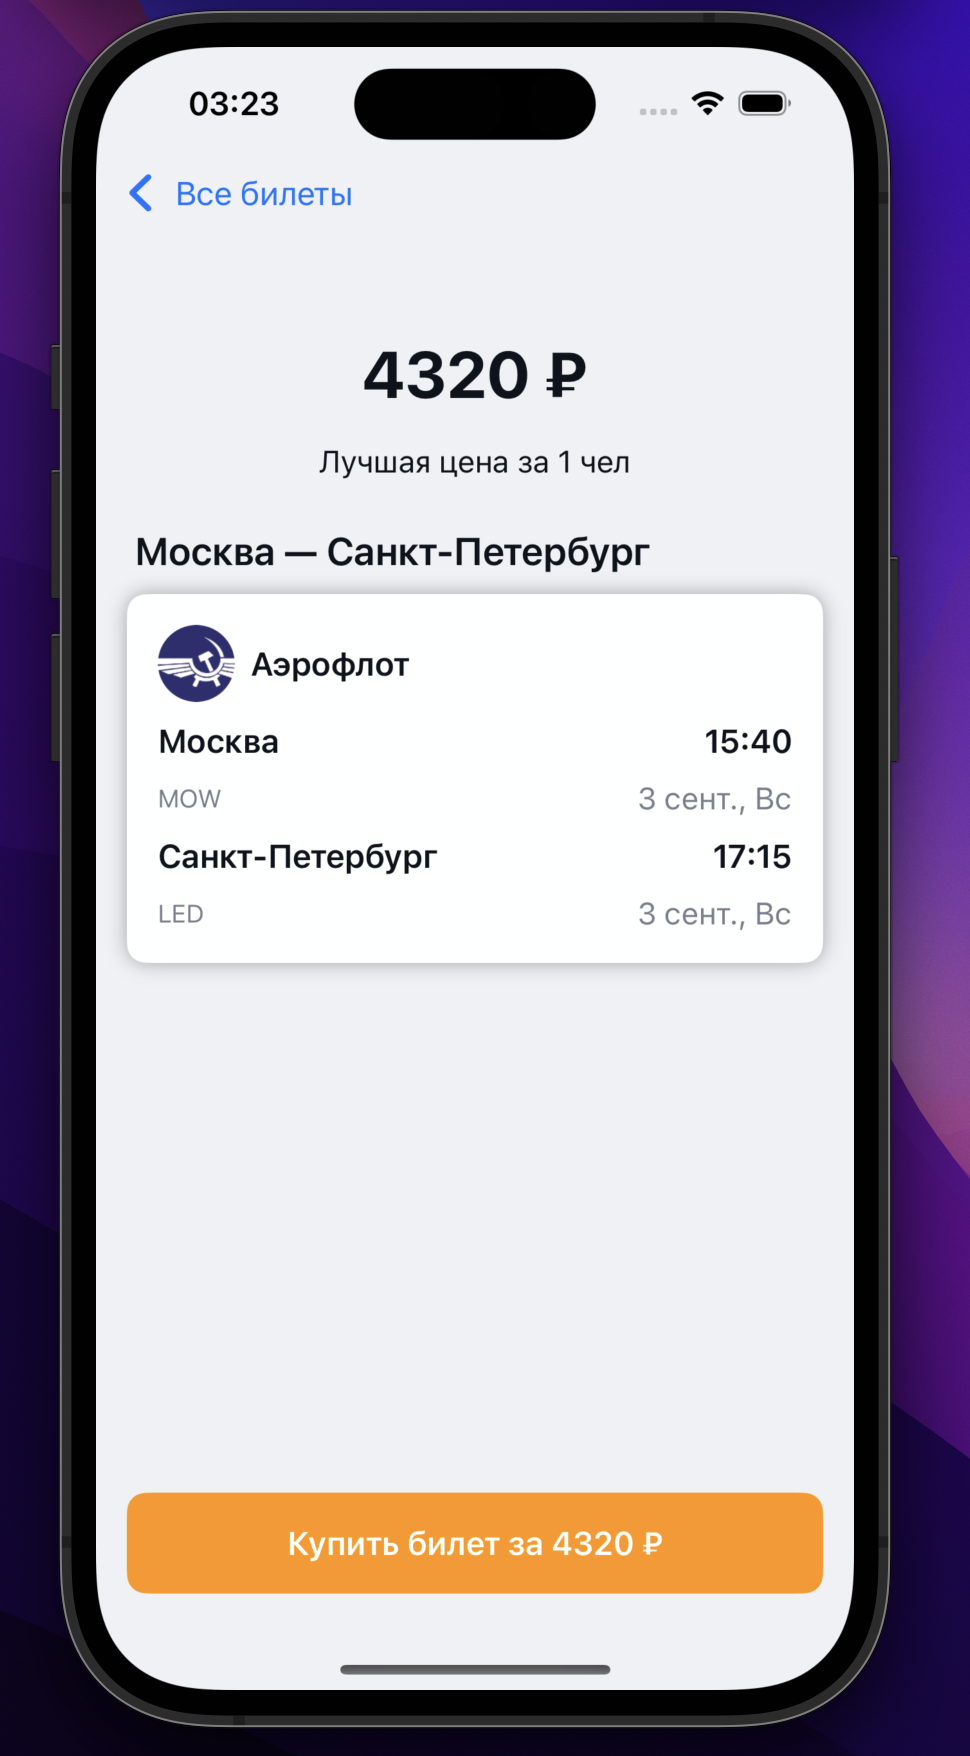 03:23
Все билеты
4320 ₽
Лучшая цена за 1 чел
Москва — Санкт-Петербург
Аэрофлот
Москва 15:40
MOW 3 сент., Вс
Санкт-Петербург 17:15
LED 3 сент., Вс
Купить билет за 4320 ₽